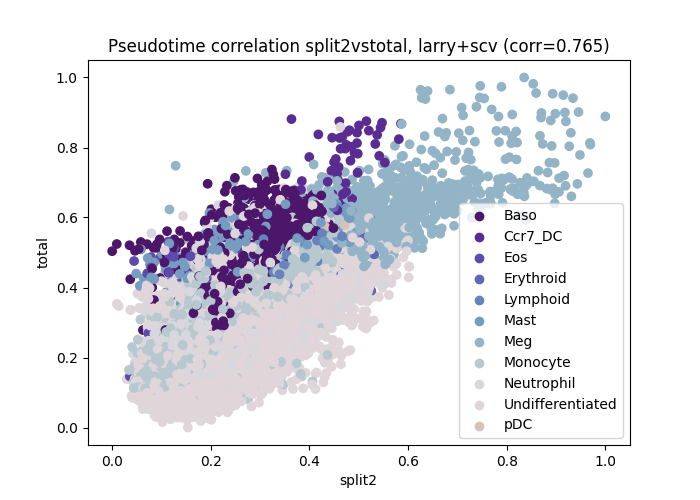 Pseudotime correlation split2vstotal, larry+scv (corr=0.765)
1.0
0.8
0.6
0.4
0.2
0.0
total
Baso
Ccr7_DC
Eos
Erythroid
Lymphoid
Mast
Meg
Monocyte
Neutrophil
Undifferentiated
pDC
0.0 0.2 0.4 0.6 0.8 1.0
split2